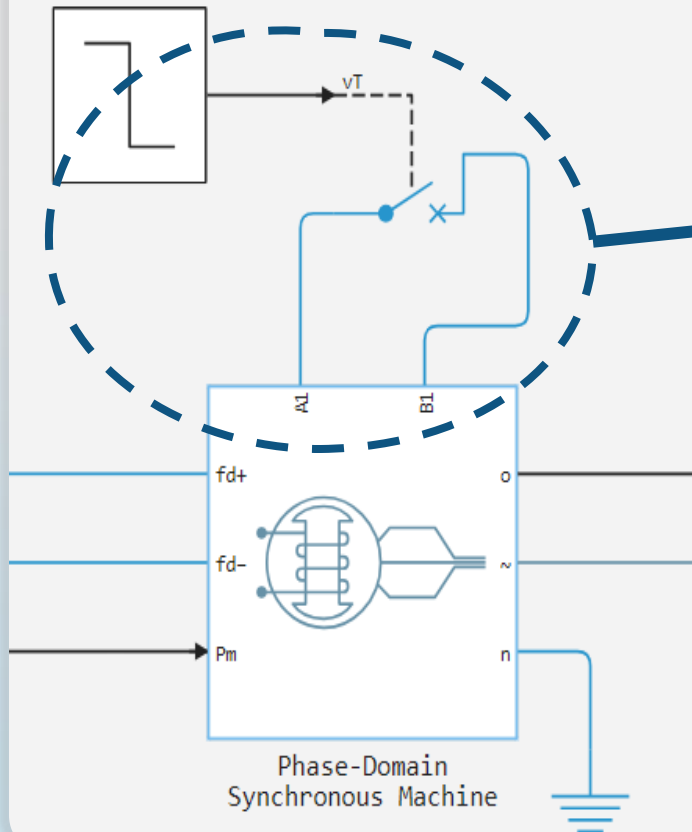 vT
A1
B1
fd+
o
fd−
~
Pm
n
Phase-Domain
Synchronous Machine